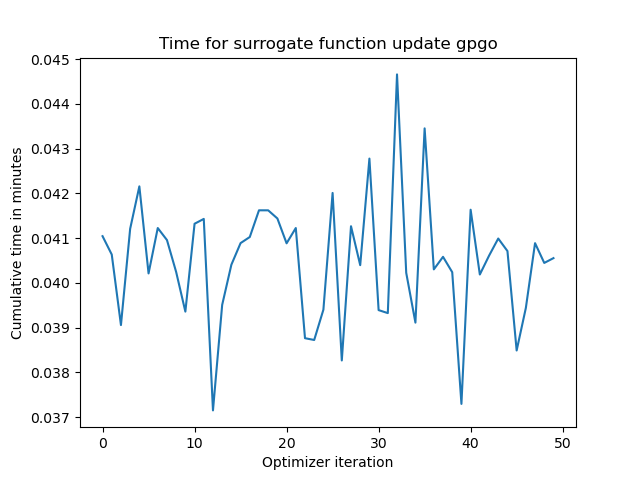 Time for surrogate function update gpgo
Cumulative time in minutes
0.045
0.044
0.043
0.042
0.041
0.040
0.039
0.038
0.037
0 10 20 30 40 50
Optimizer iteration